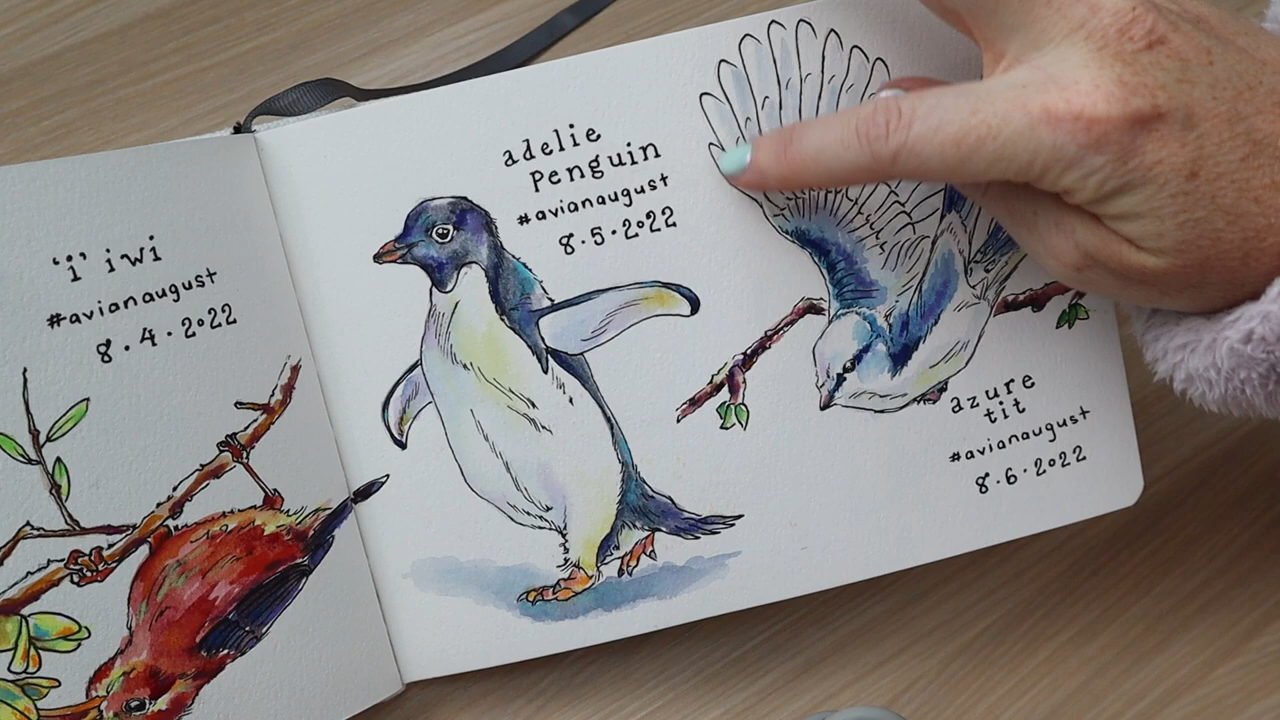 'i' iwi
#avianaugust
8.4.2022
adelie
penguin
#avianaugust
8.5.2022
azure
tit
#avianaugust
8.6.2022